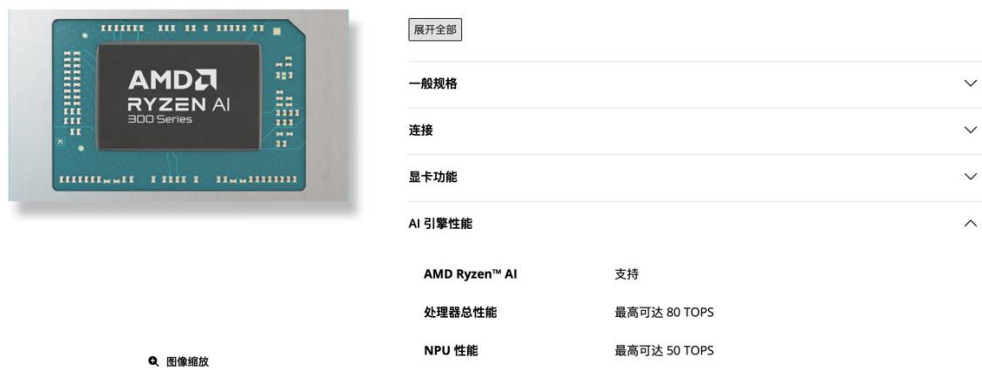 AMD
RYZEN AI
300 Series
图像缩放
展开全部
一般规格
连接
显卡功能
AI 引擎性能
AMD Ryzen™ AI 支持
处理器总性能 最高可达 80 TOPS
NPU 性能 最高可达 50 TOPS